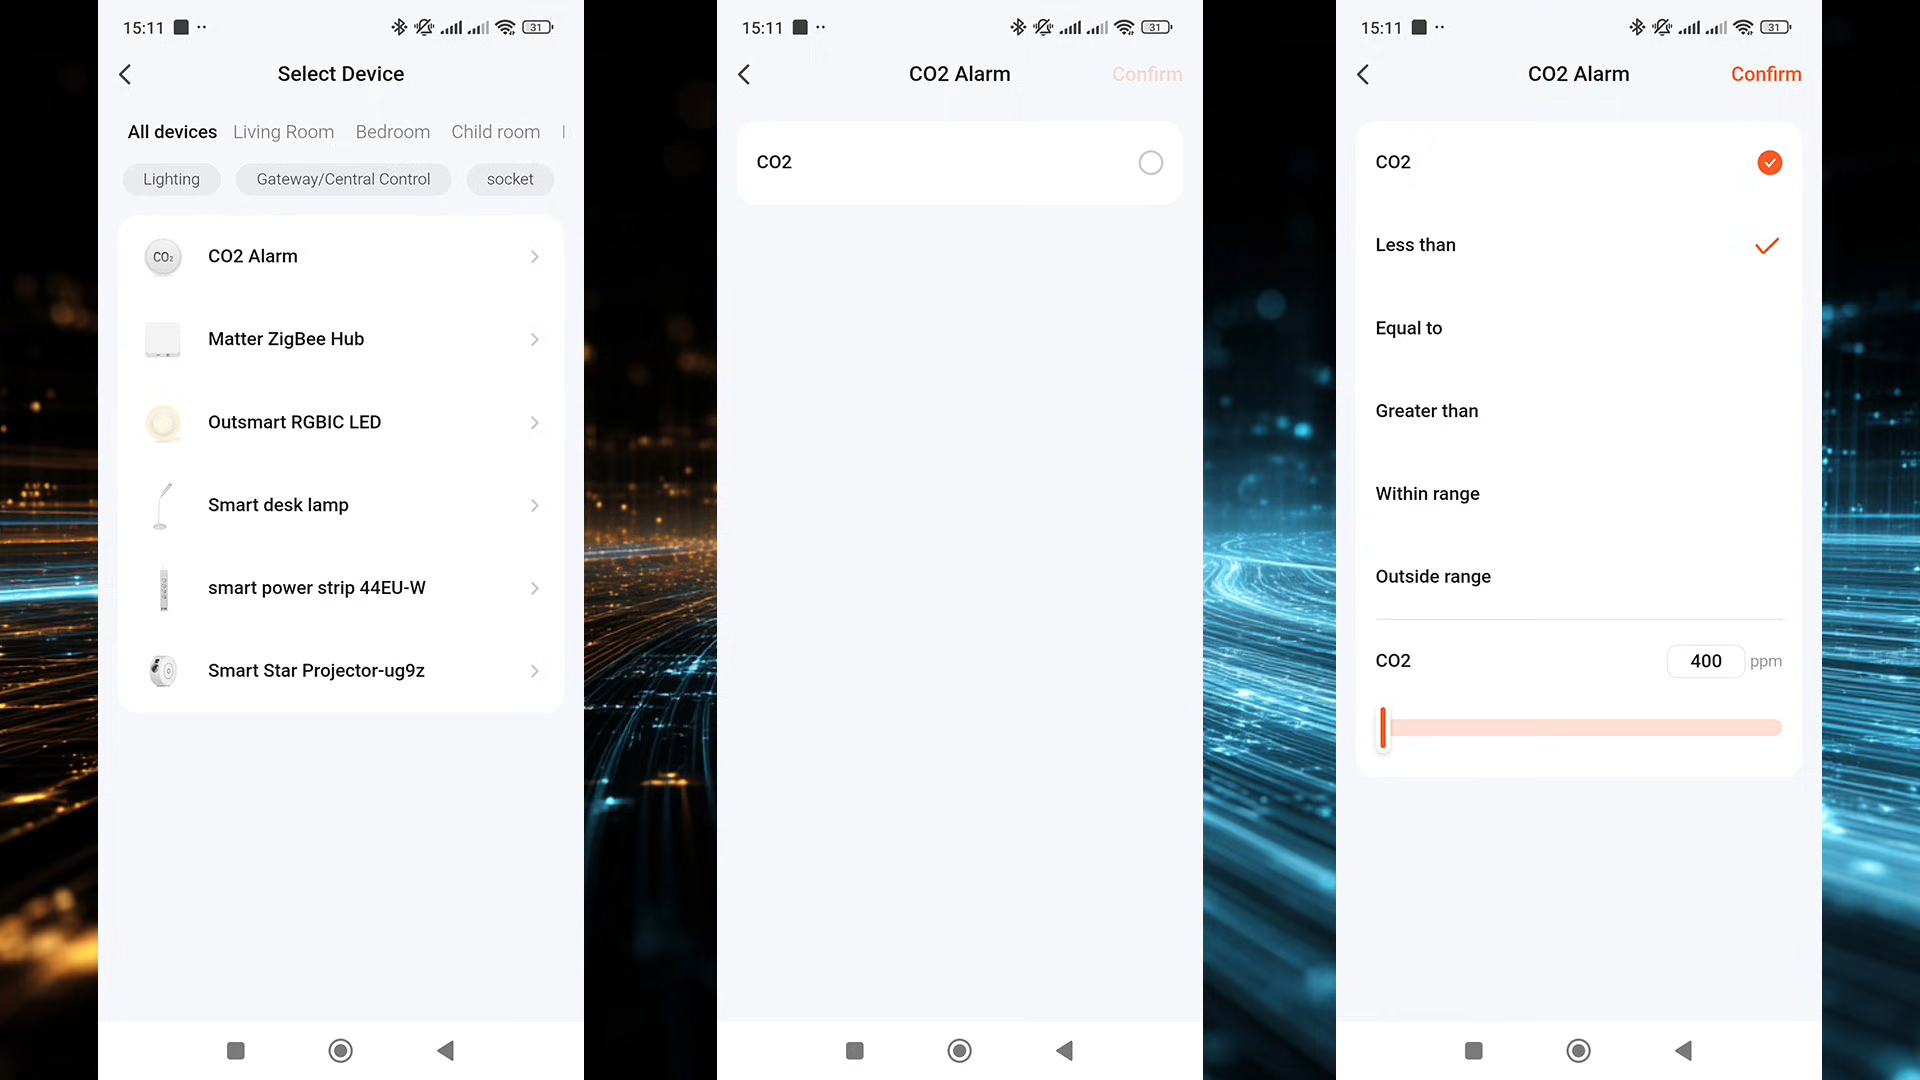 15:11
31
Select Device
All devices Living Room Bedroom Child room
Lighting Gateway/Central Control socket
CO2 CO2 Alarm
Matter ZigBee Hub
Outsmart RGBIC LED
Smart desk lamp
smart power strip 44EU-W
Smart Star Projector-ug9z
15:11
31
CO2 Alarm Confirm
CO2
15:11
31
CO2 Alarm Confirm
CO2
Less than
Equal to
Greater than
Within range
Outside range
CO2 400 ppm